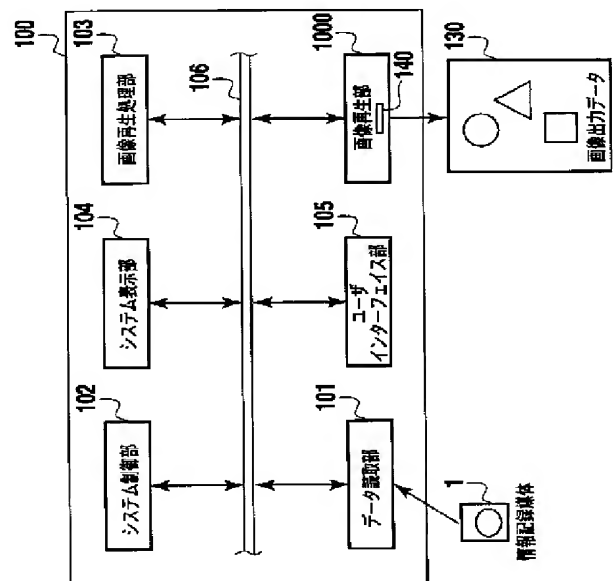 100
102
システム制御部
104
システム表示部
103
画像再生処理部
106
101
データ読取部
105
ユーザ
インターフェイス部
1000
画像再生部
140
1
情報記録媒体
130
画像出力データ